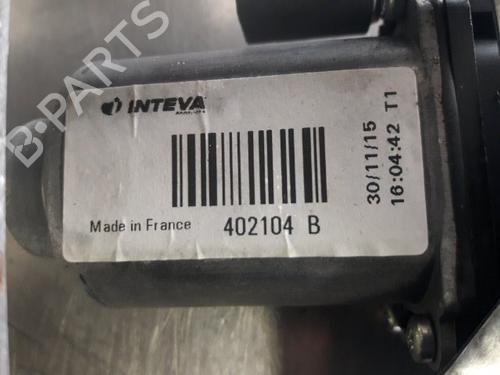 INTEVA
Made in France
402104 B
30/11/15
16:04:42 T1
B-PARTS